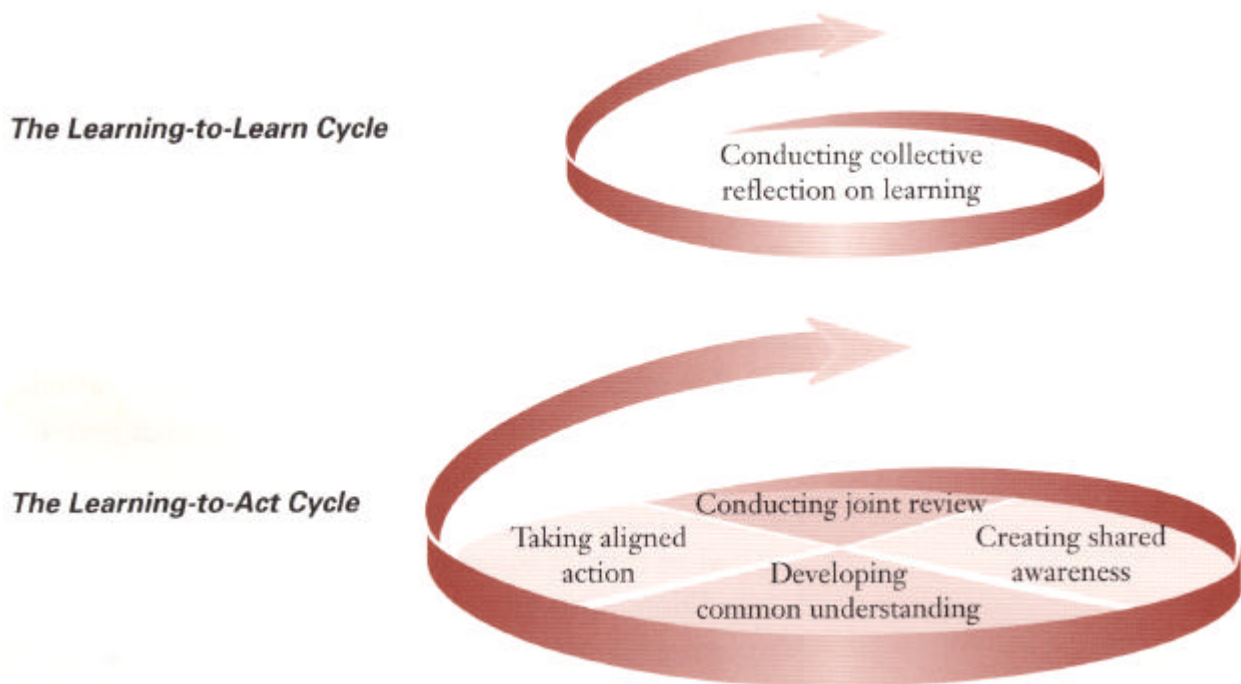 The Learning-to-Learn Cycle
Conducting collective
reflection on learning
The Learning-to-Act Cycle
Conducting joint review
Taking aligned
action
Creating shared
awareness
Developing
common understanding